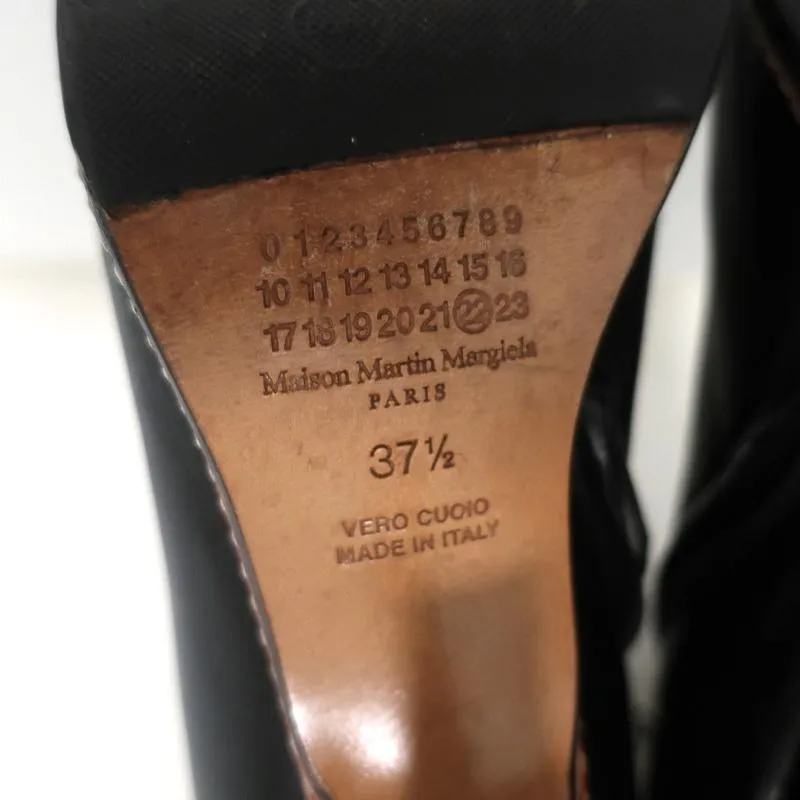 0 1 2 3 4 5 6 7 8 9
10 11 12 13 14 15 16
17 18 19 20 21 22 23
Maison Martin Margiela
PARIS
37½
VERO CUOIO
MADE IN ITALY